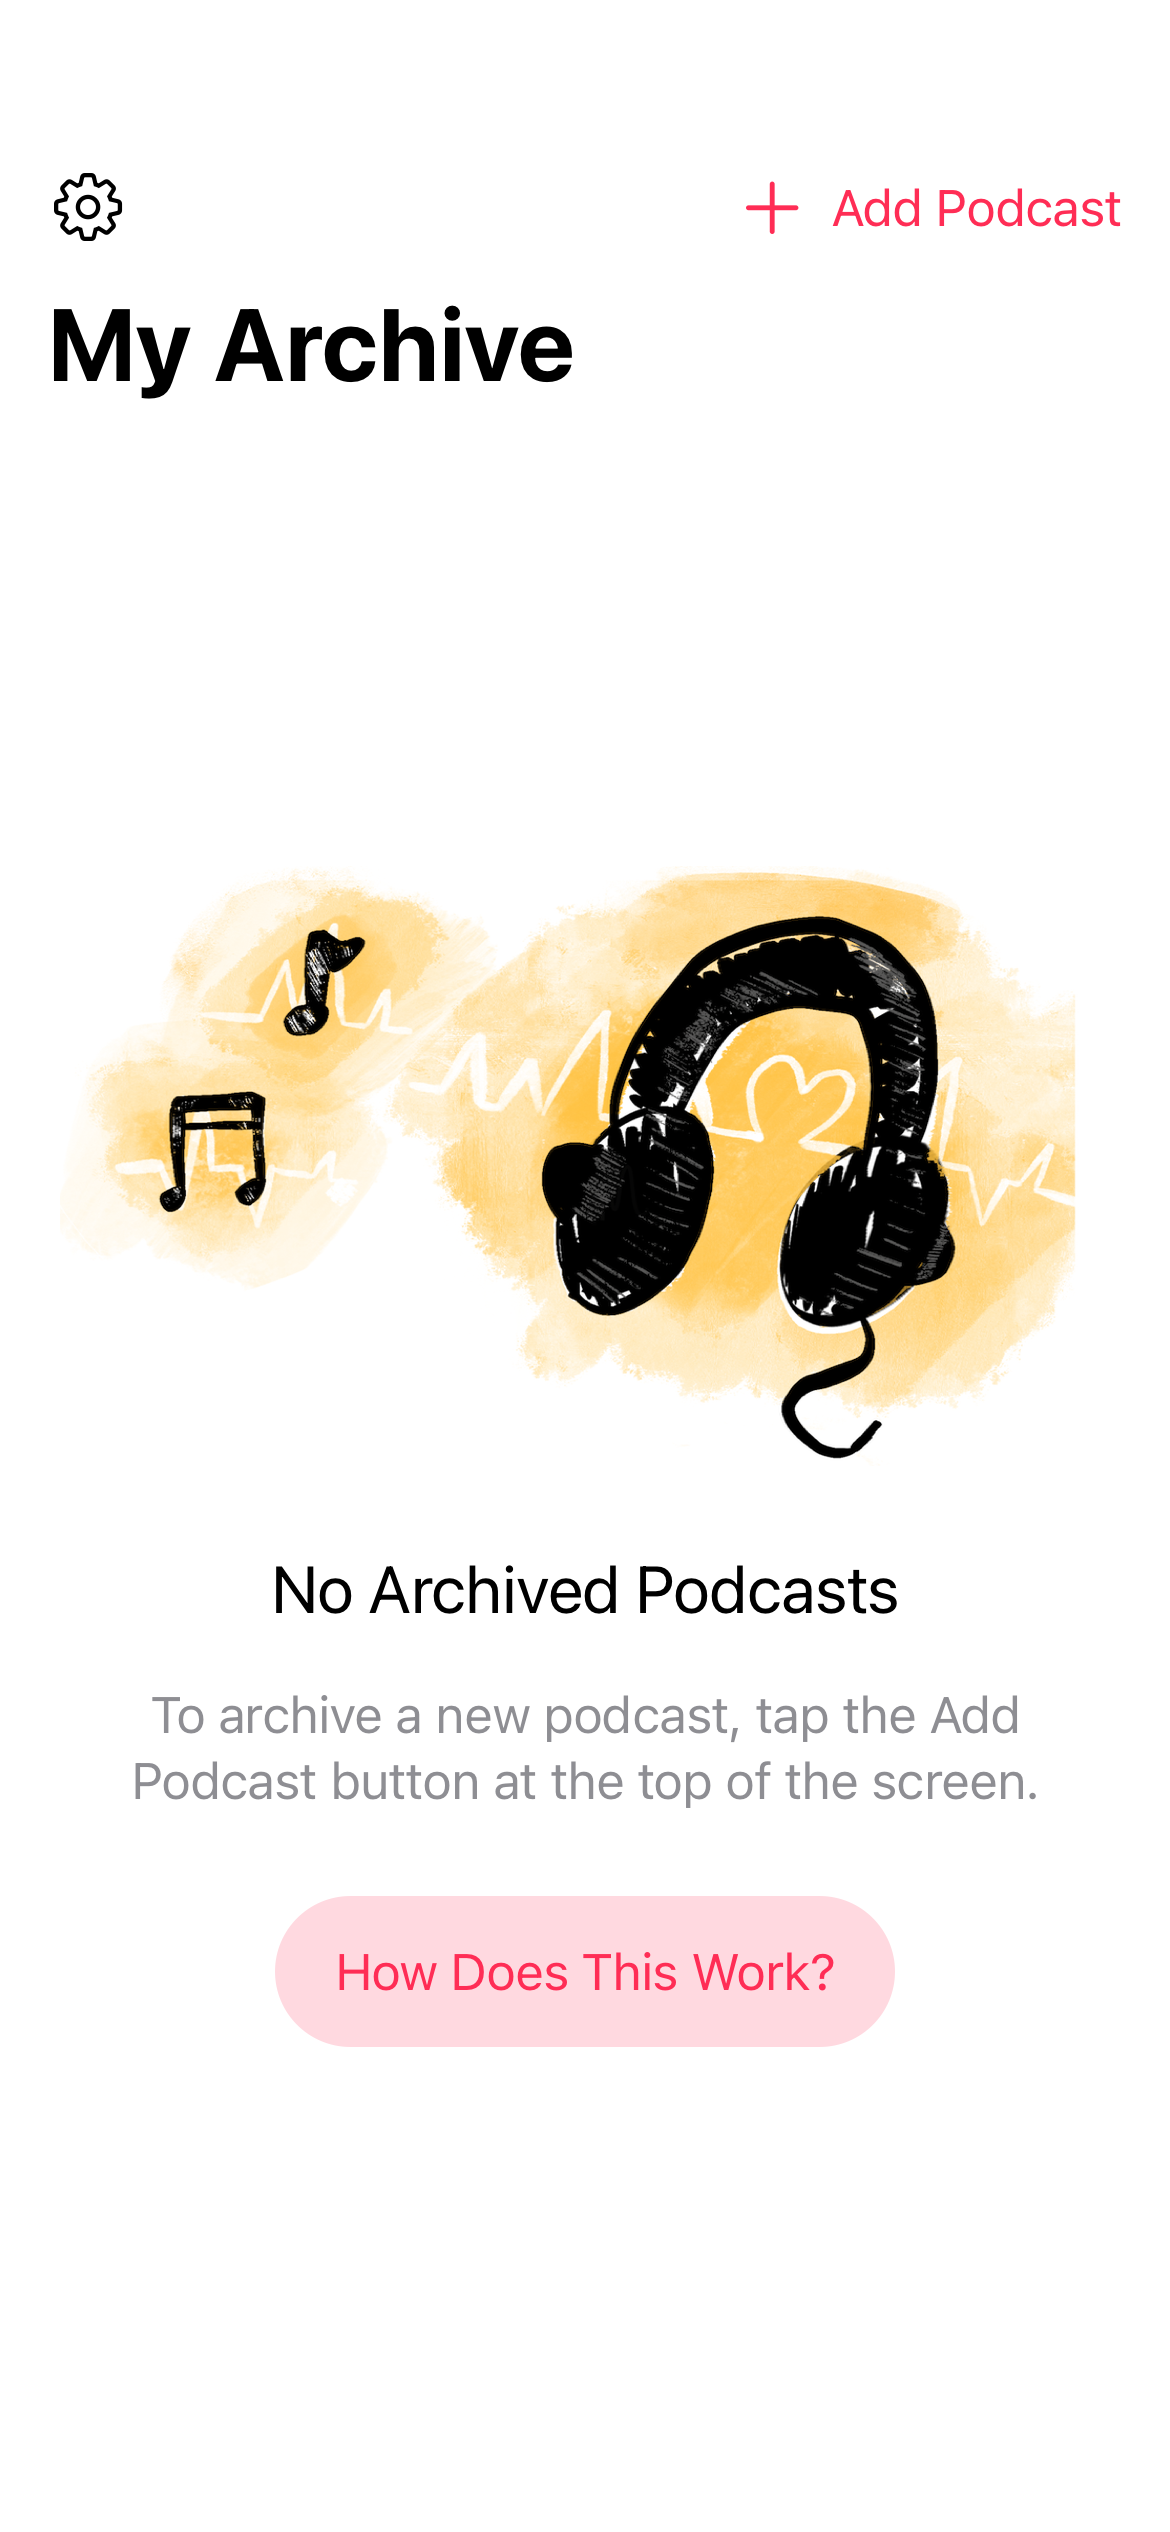 Add Podcast
My Archive
No Archived Podcasts
To archive a new podcast, tap the Add
Podcast button at the top of the screen.
How Does This Work?